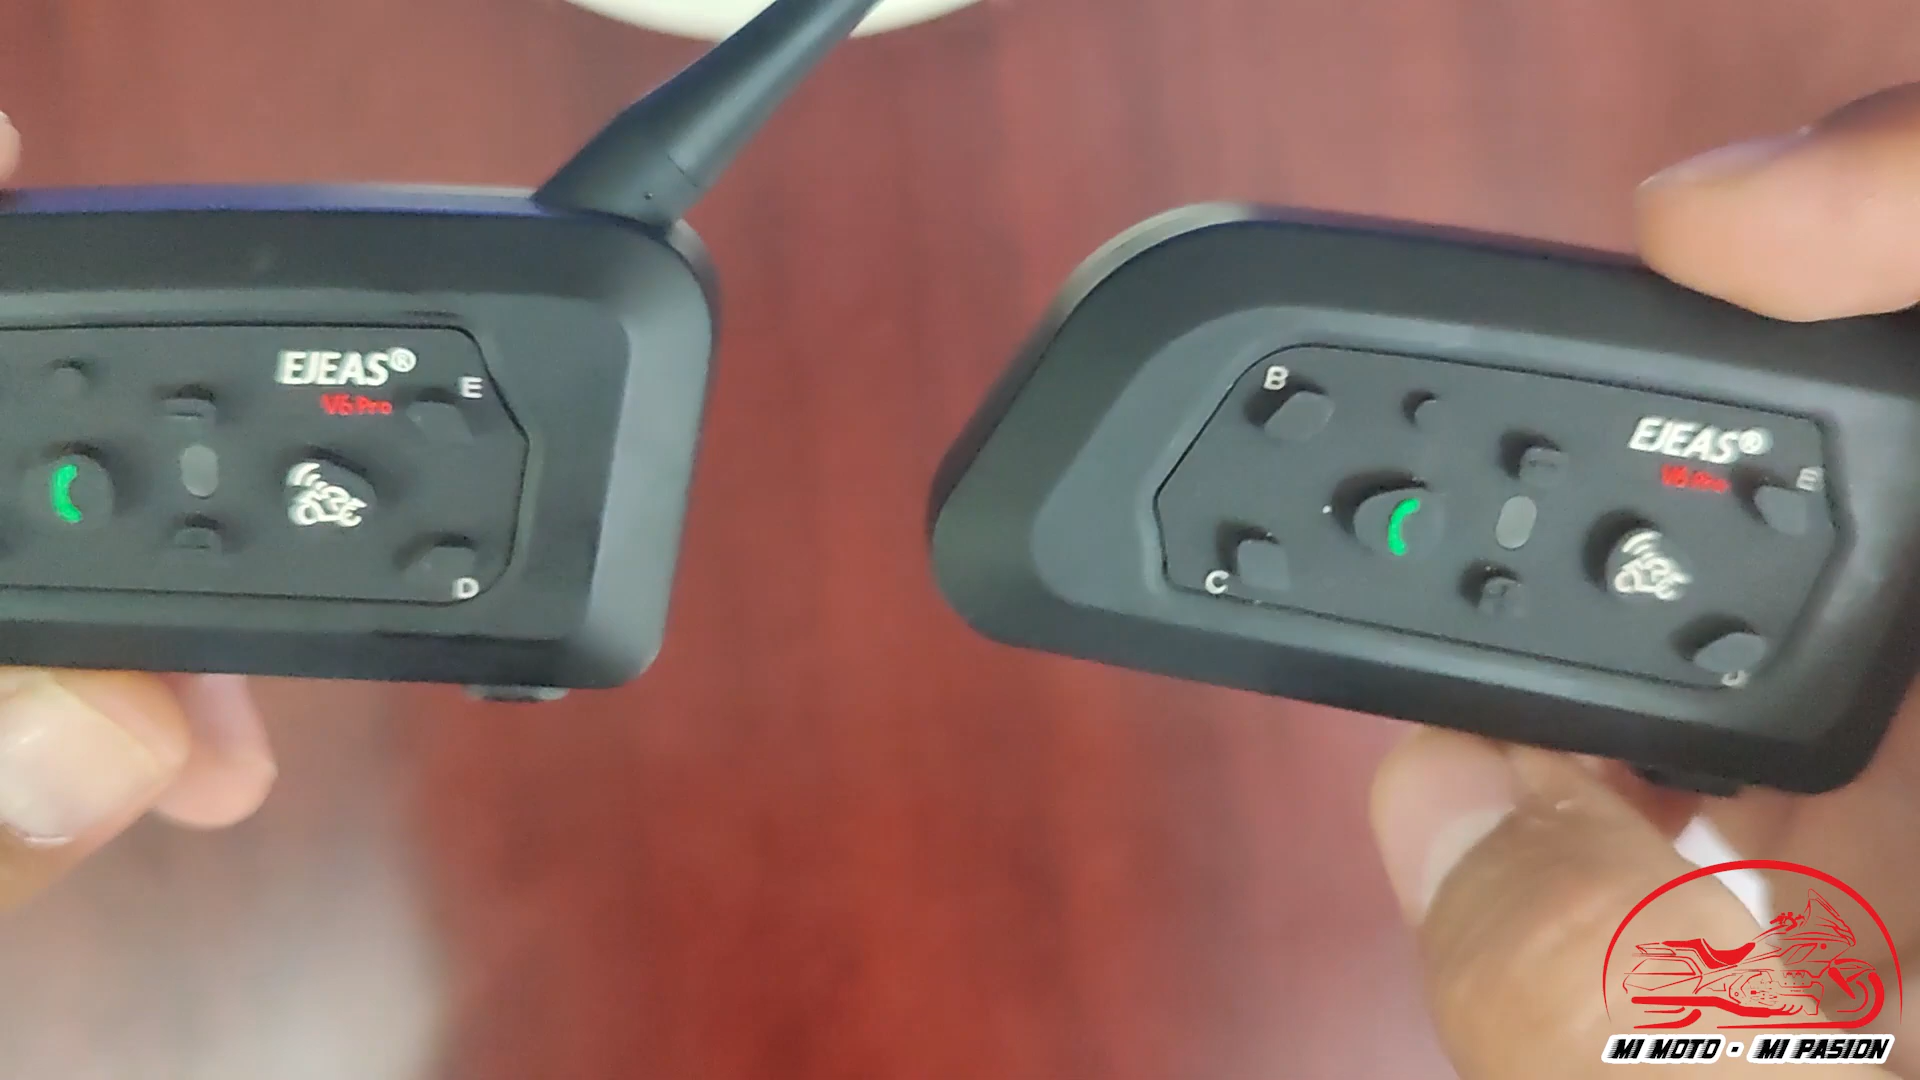 EJEAS®
V6 Pro
E
D
B
EJEAS®
V6 Pro
E
C
MI MOTO - MI PASION